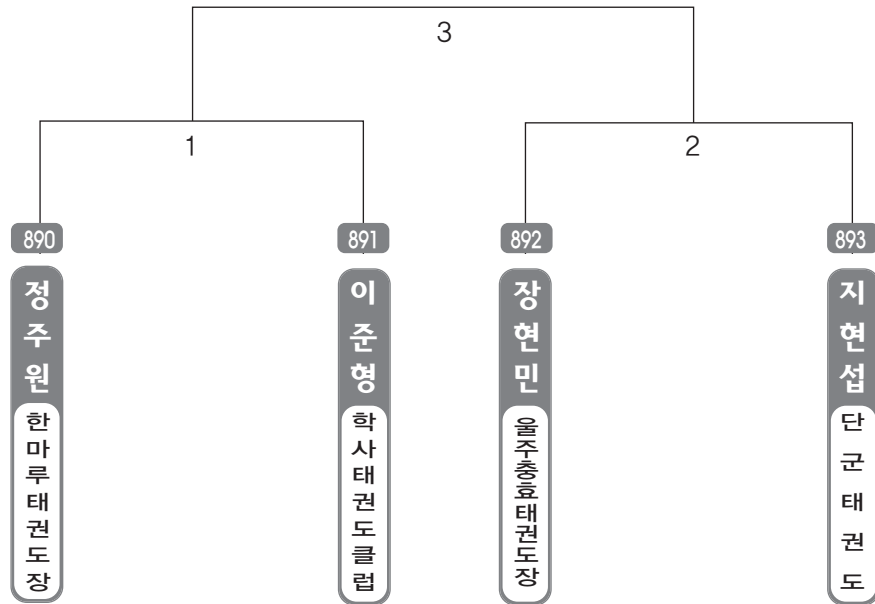 3
1
2
890
891
892
893
정주원
이준형
장현민
지현섭
한마루태권도장
학사태권도클럽
울주충효태권도장
단군태권도